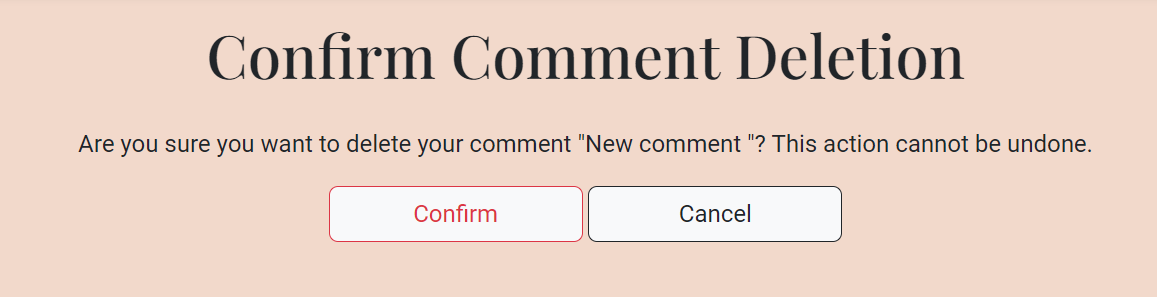 Confirm Comment Deletion
Are you sure you want to delete your comment "New comment "? This action cannot be undone.
Confirm
Cancel